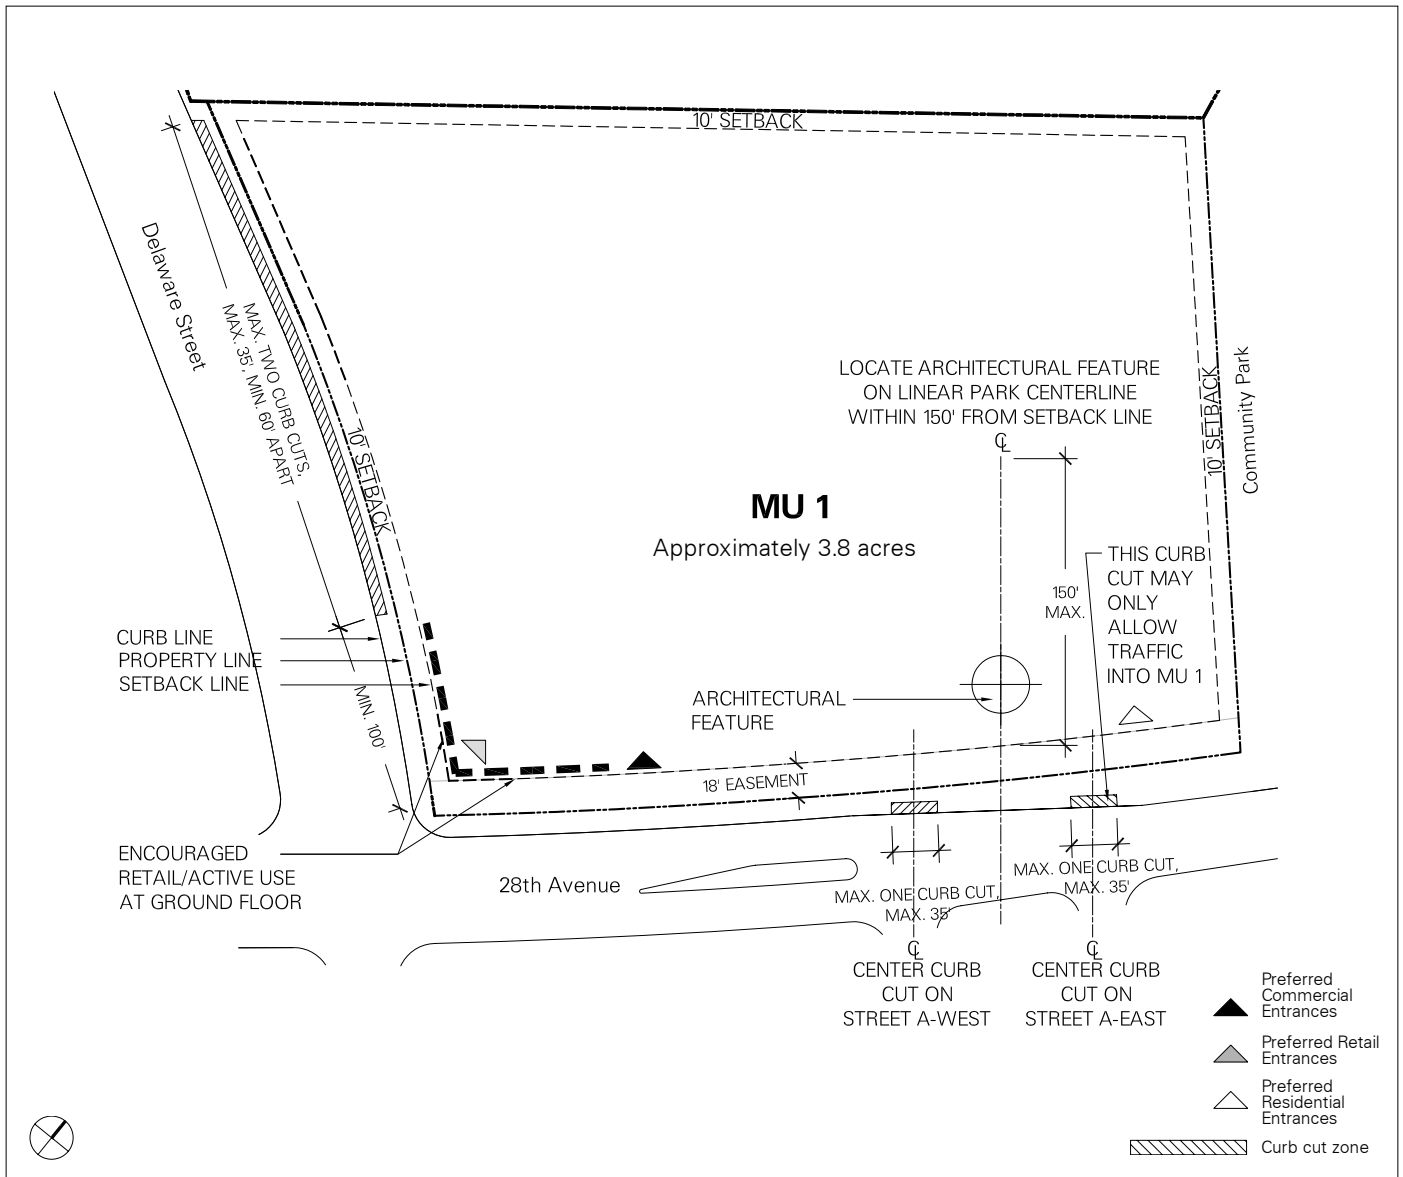 10' SETBACK
Delaware Street
MAX. TWO CURB CUTS,
MAX. 35', MIN. 60' APART
10' SETBACK
LOCATE ARCHITECTURAL FEATURE
ON LINEAR PARK CENTERLINE
WITHIN 150' FROM SETBACK LINE
CL
10' SETBACK
Community Park
MU 1
Approximately 3.8 acres
THIS CURB
CUT MAY
ONLY
ALLOW
TRAFFIC
INTO MU 1
150'
MAX.
CURB LINE
PROPERTY LINE
SETBACK LINE
MIN. 100'
ARCHITECTURAL
FEATURE
18' EASEMENT
ENCOURAGED
RETAIL/ACTIVE USE
AT GROUND FLOOR
28th Avenue
MAX. ONE CURB CUT,
MAX. 35'
MAX. ONE CURB CUT,
MAX. 35'
CL
CENTER CURB
CUT ON
STREET A-WEST
CL
CENTER CURB
CUT ON
STREET A-EAST
Preferred
Commercial
Entrances
Preferred Retail
Entrances
Preferred
Residential
Entrances
Curb cut zone